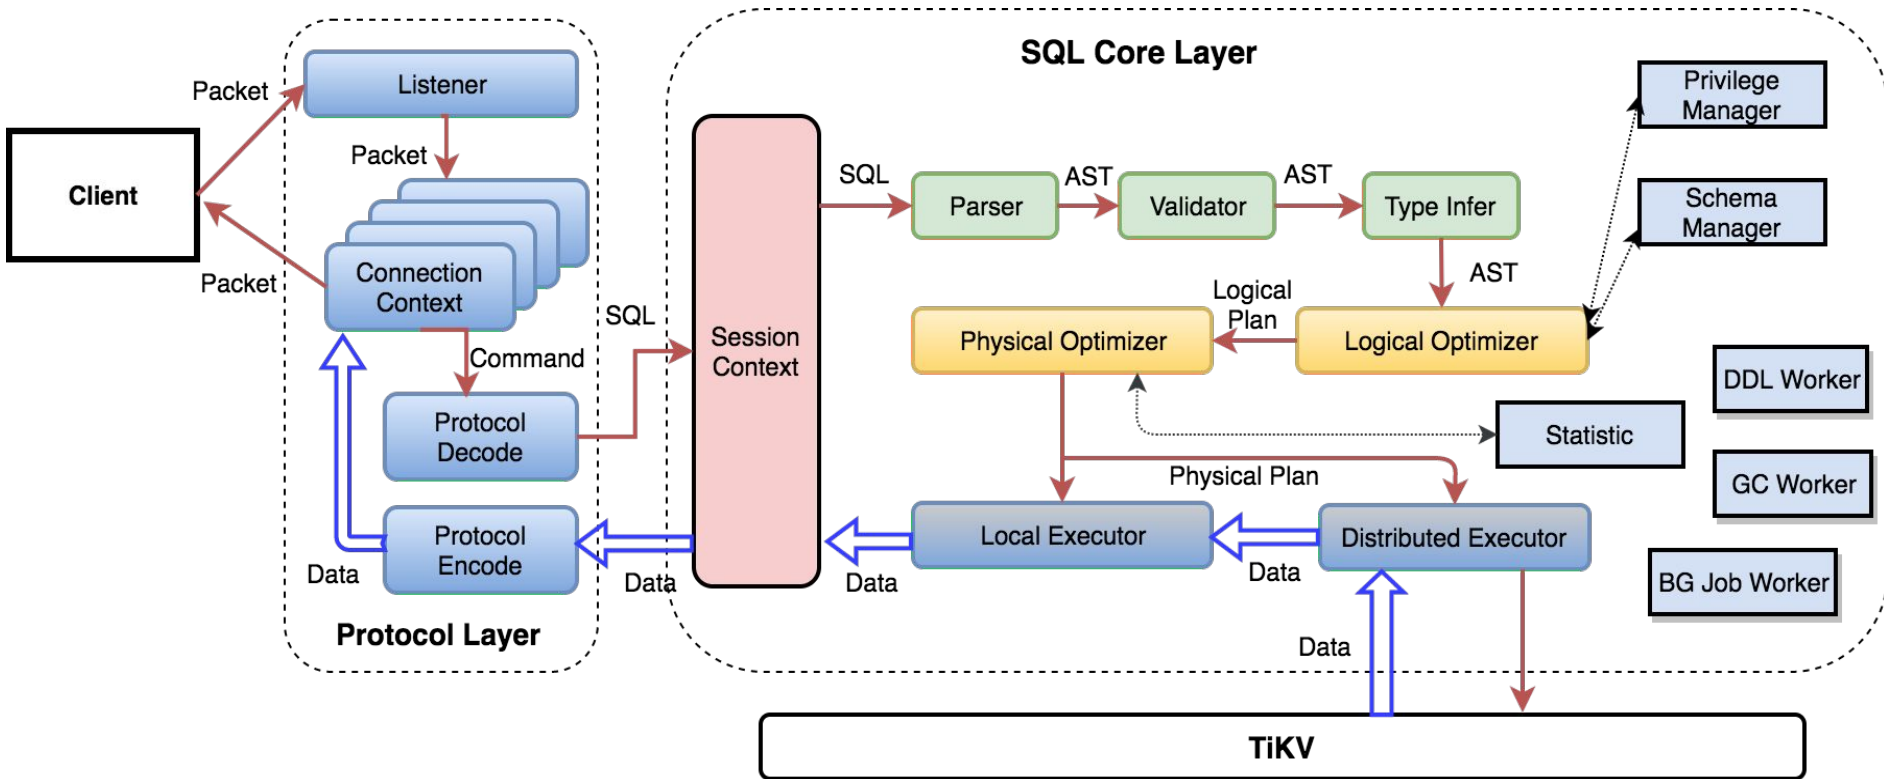 SQL Core Layer
Privilege
Manager
Packet
Listener
Packet
Client
SQL
Parser
AST
Validator
AST
Type Infer
Schema
Manager
Packet
Connection
Context
AST
Logical
Plan
SQL
Session
Context
Physical Optimizer
Logical Optimizer
Command
DDL Worker
Protocol
Decode
Statistic
Physical Plan
GC Worker
Protocol
Encode
Local Executor
Distributed Executor
Data
Data
Data
Data
BG Job Worker
Protocol Layer
Data
TiKV